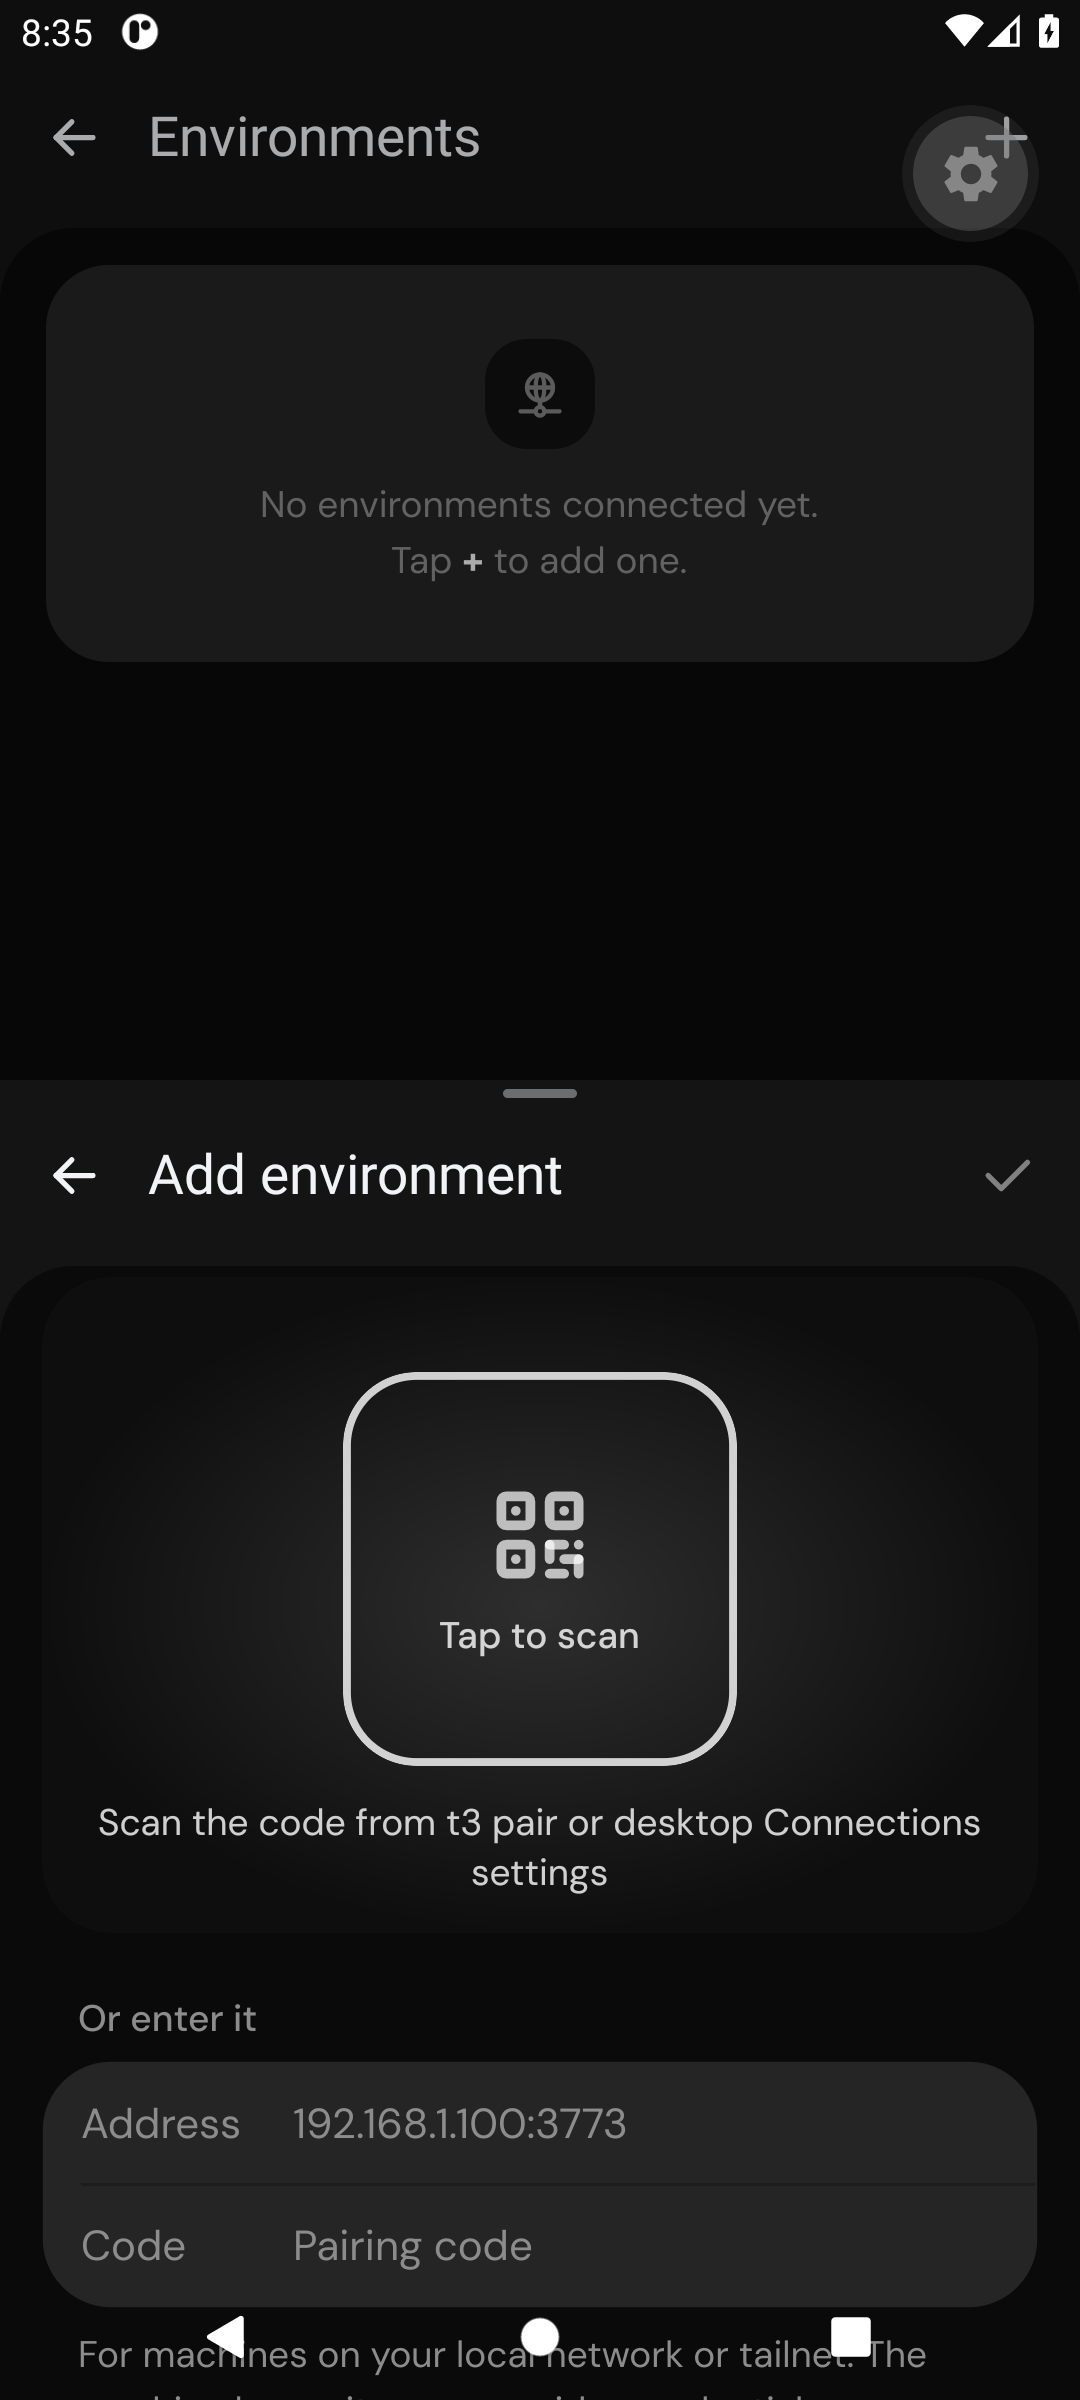 8:35
Environments
No environments connected yet.
Tap + to add one.
Add environment
Tap to scan
Scan the code from t3 pair or desktop Connections
settings
Or enter it
Address 192.168.1.100:3773
Code Pairing code
For machines on your local network or tailnet. The